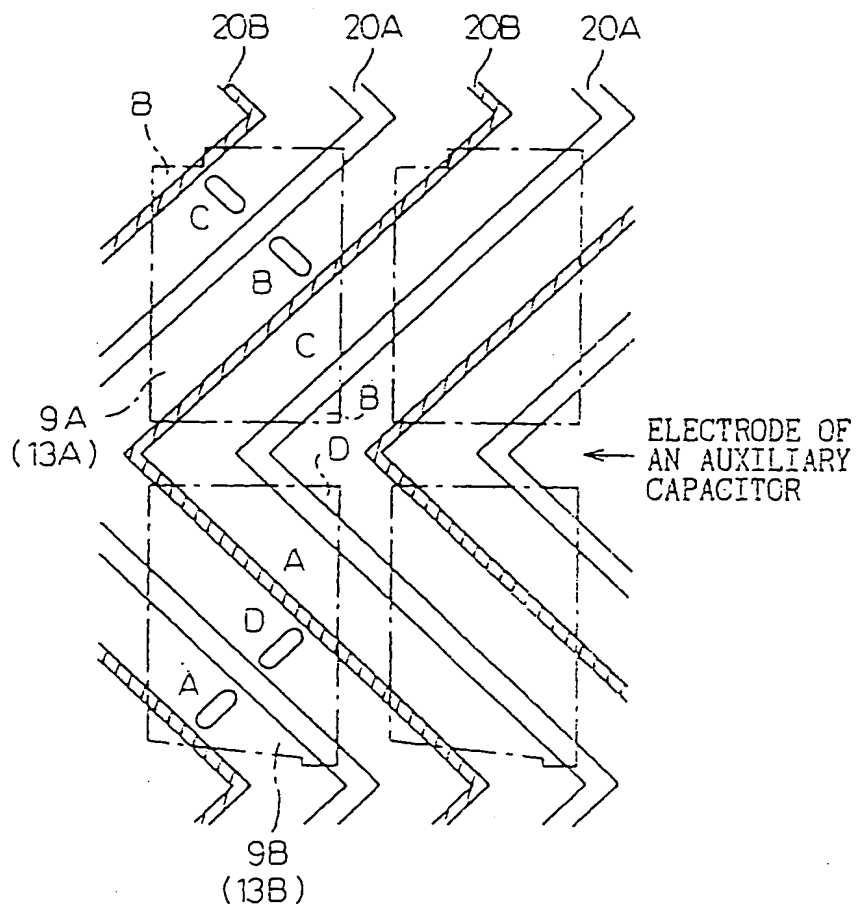 20B 20A 20B 20A
B
C
B
C
9A
(13A)
B
D
ELECTRODE OF
AN AUXILIARY
CAPACITOR
A
D
A
9B
(13B)